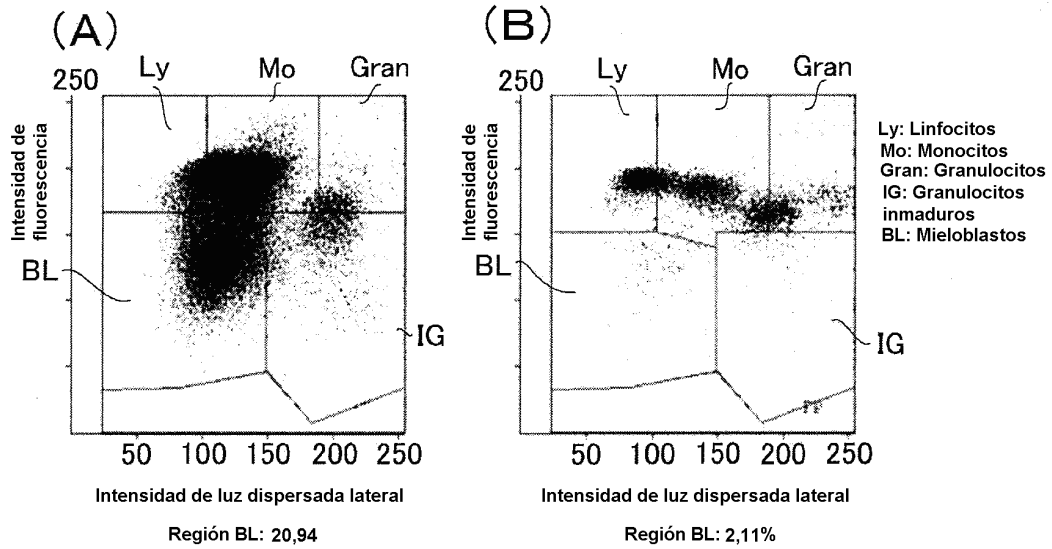 (A)
(B)
Ly Mo Gran
Ly Mo Gran
250
250
Intensidad de
fluorescencia
Intensidad de
fluorescencia
Ly: Linfocitos
Mo: Monocitos
Gran: Granulocitos
IG: Granulocitos
inmaduros
BL: Mieloblastos
BL
IG
BL
IG
50 100 150 200 250
50 100 150 200 250
Intensidad de luz dispersada lateral
Intensidad de luz dispersada lateral
Región BL: 20,94
Región BL: 2,11%